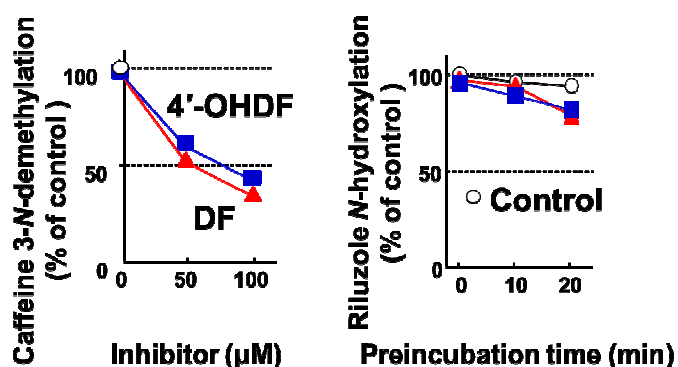 Caffeine 3-N-demethylation
(% of control )
100
50
0
4′-OHDF
DF
0 50 100
Inhibitor (µM)
Riluzole N-hydroxylation
(% of control )
100
50
0
Control
0 10 20
Preincubation time (min)